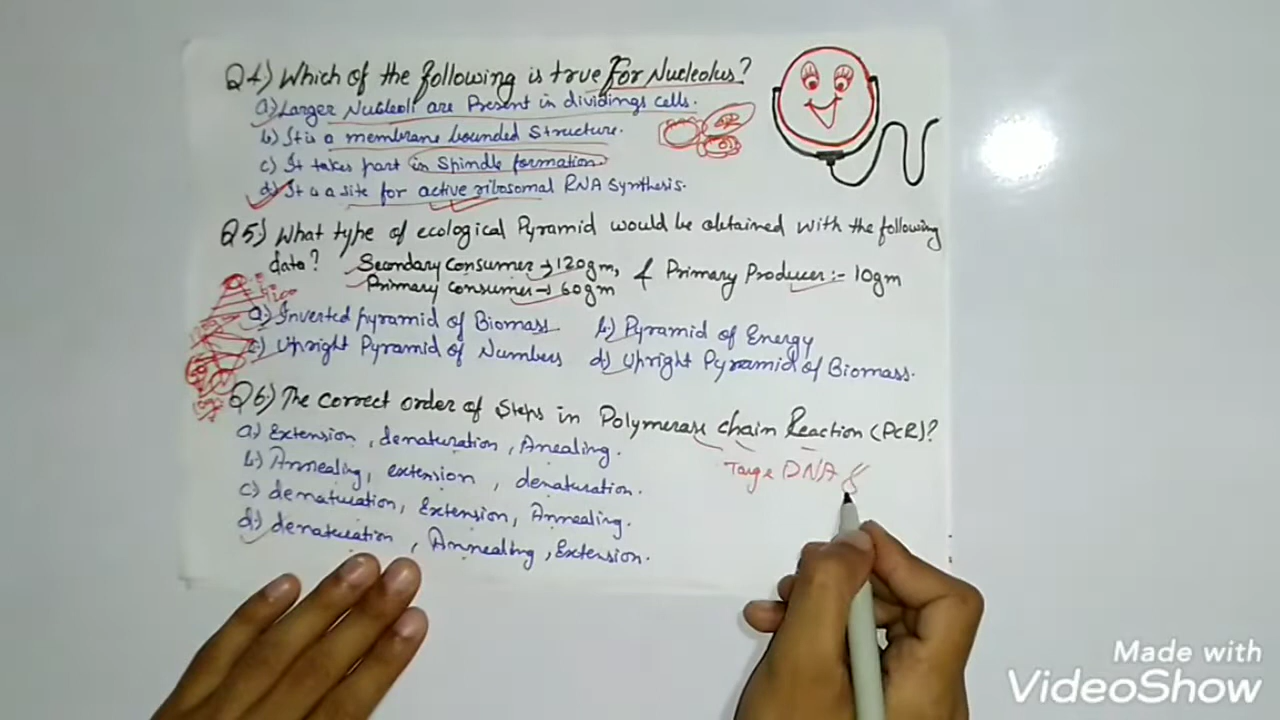 Q4) Which of the following is true for Nucleolus?
a) Larger Nucleoli are Present in dividings cells.
b) It is a membrane bounded Structure.
c) It takes part in Spindle formation.
d) It is a site for active ribosomal RNA Synthesis.
Q5) What type of ecological Pyramid would be obtained with the following
data? Secondary Consumer → 120gm, & Primary Producer:- 10gm
Primary Consumer → 60gm
a) Inverted pyramid of Biomass b) Pyramid of Energy
c) Upright Pyramid of Numbers d) Upright Pyramid of Biomass.
Q6) The Correct order of Steps in Polymerase chain Reaction (PCR)?
a) Extension, denaturation, Anealing.
b) Annealing, extension, denaturation.
Targe DNA
c) denaturation, Extension, Annealing.
d) denaturation, Annealing, Extension.
Made with
VideoShow